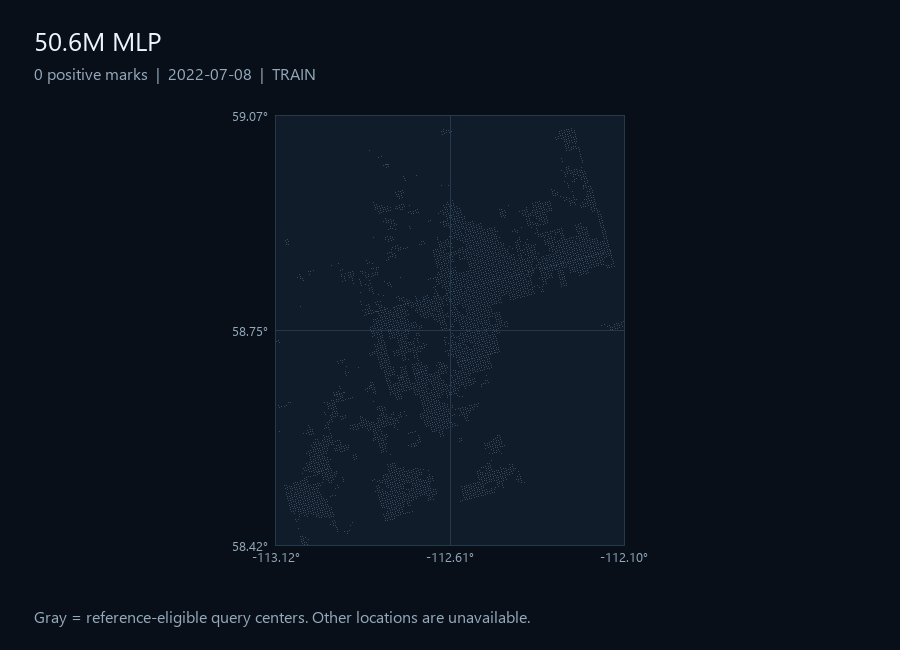 50.6M MLP
0 positive marks | 2022-07-08 | TRAIN
59.07°
58.75°
58.42°
-113.12° -112.61° -112.10°
Gray = reference-eligible query centers. Other locations are unavailable.